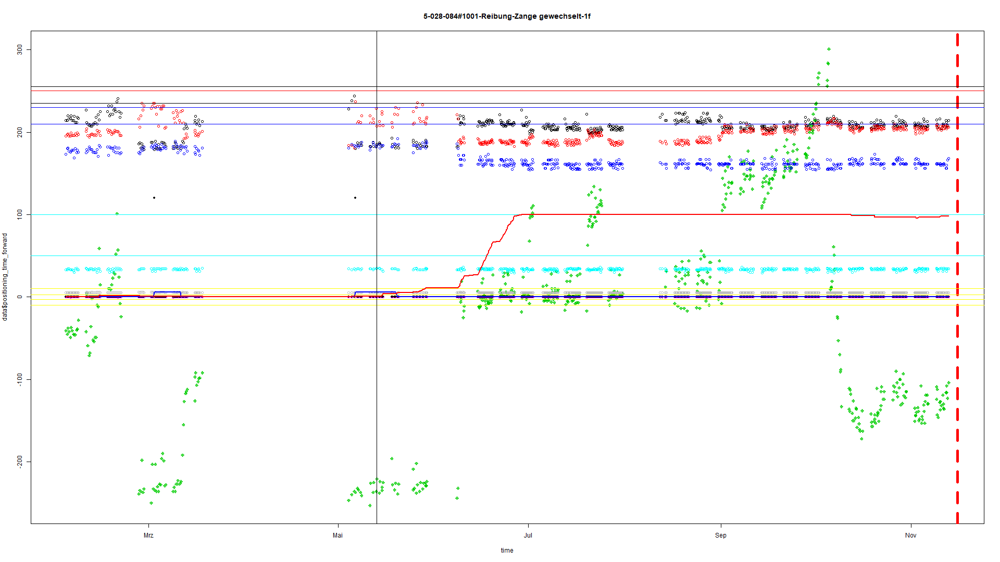 5-028-084#1001-Reibung-Zange gewechselt-1f
data$positioning_time_forward
300
200
100
0
-100
-200
Mrz
Mai
Jul
Sep
Nov
time